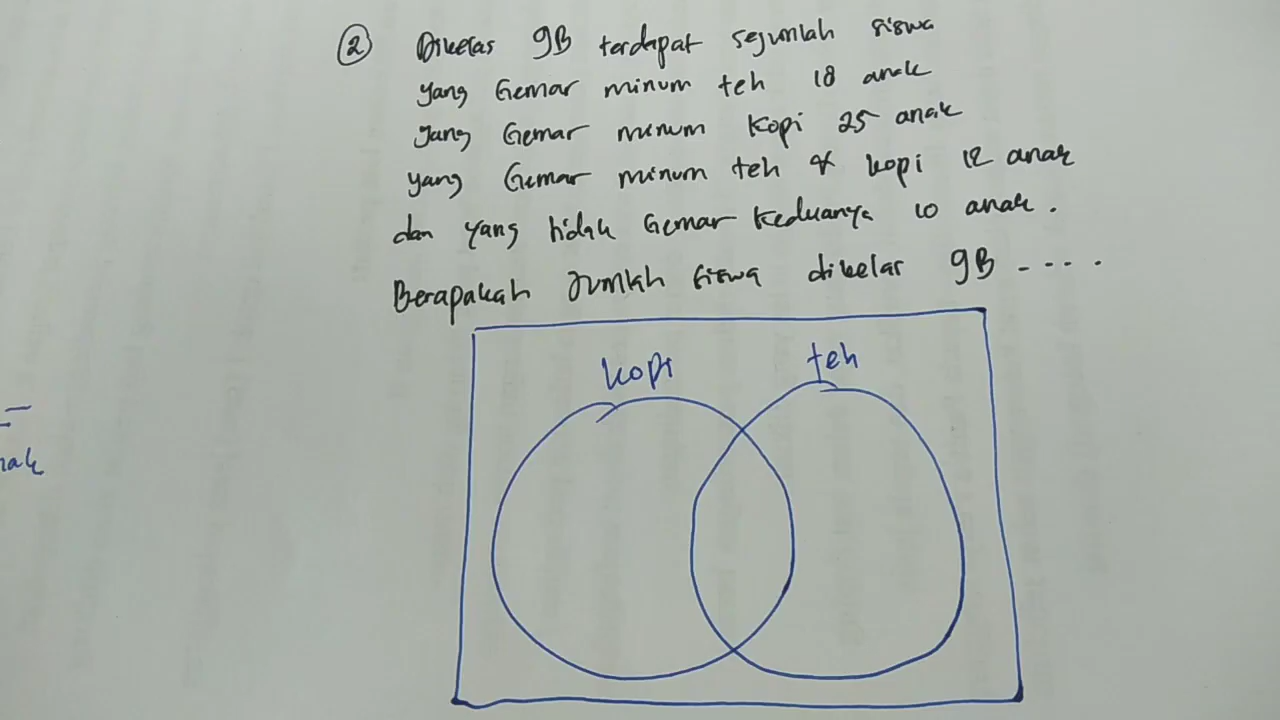 ② Dikelas 9B terdapat sejumlah siswa
yang Gemar minum teh 18 anak
yang Gemar minum kopi 25 anak
yang Gemar minum teh & kopi 12 anak
dan yang tidak Gemar Keduanya 10 anak.
Berapakah Jumlah siswa dikelas 9B ----.
kopi teh